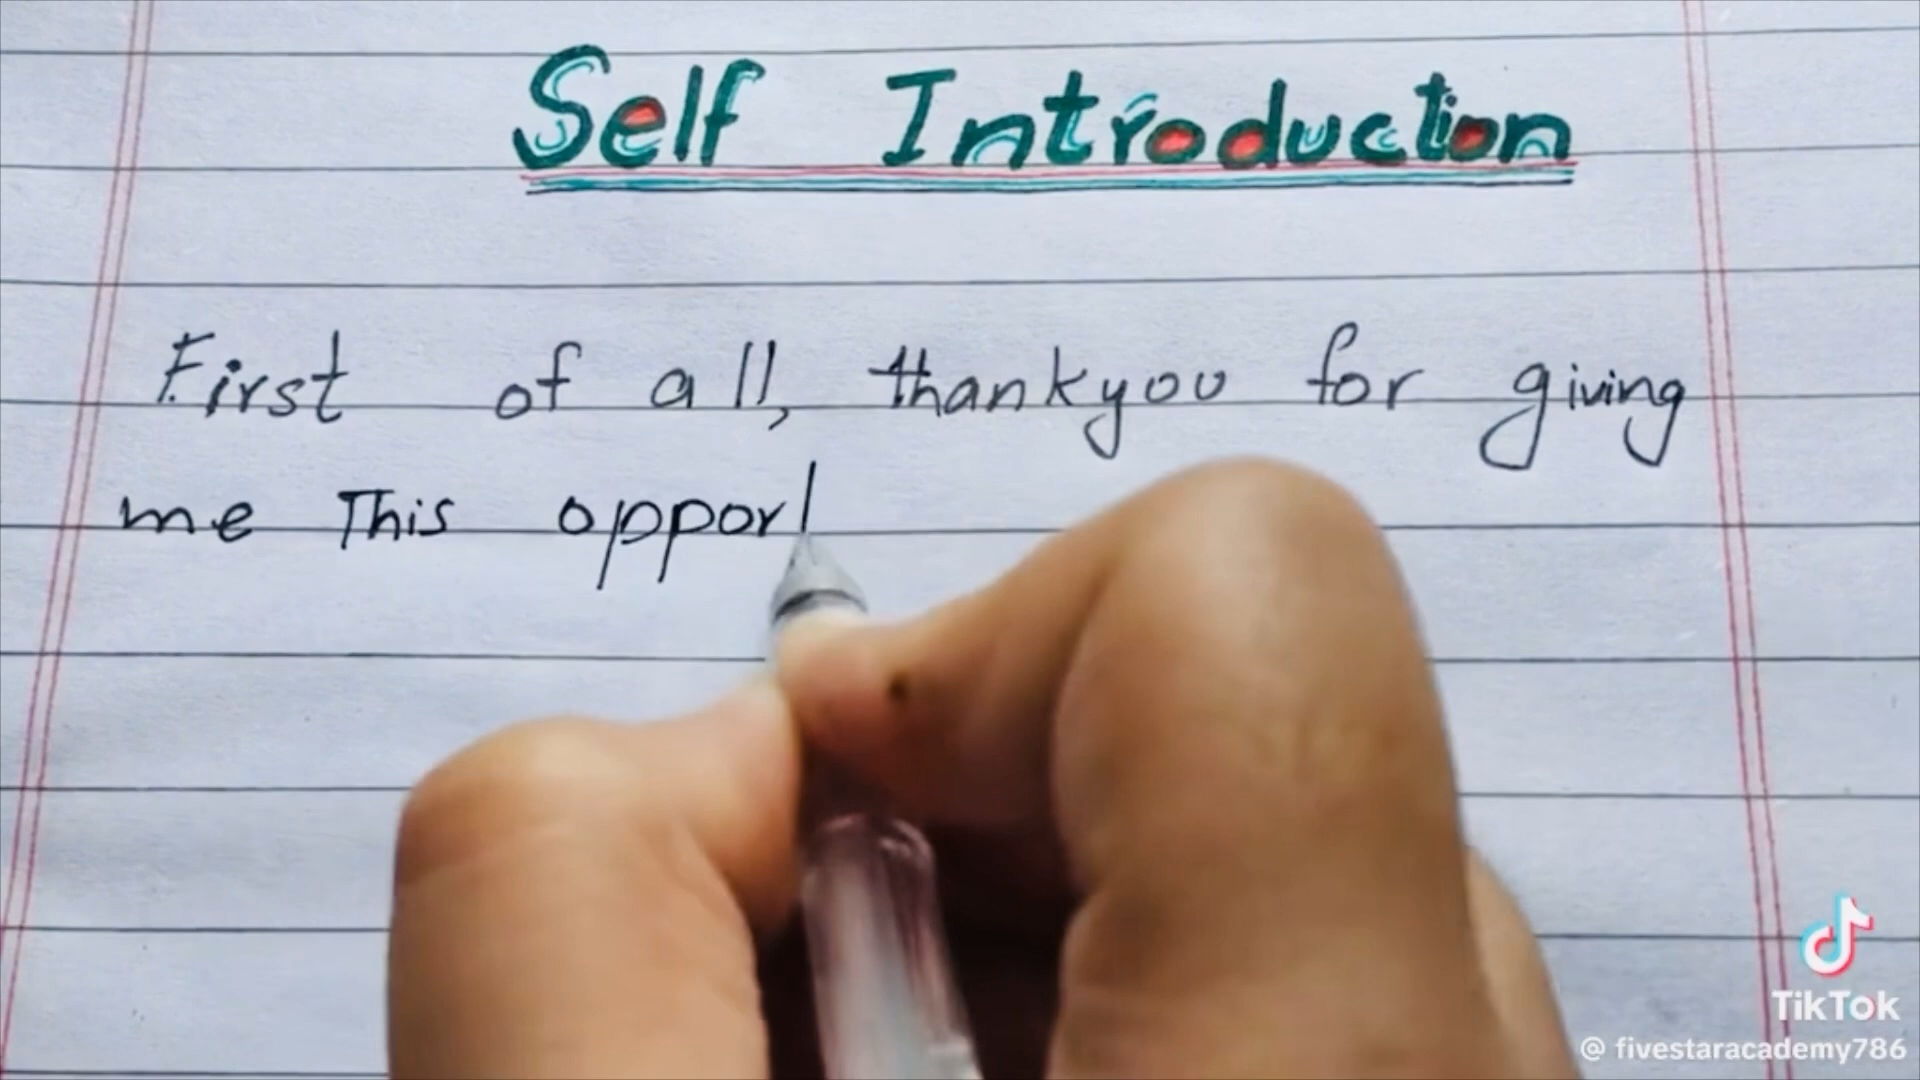 Self Introduction
First of all, thankyou for giving
me This opport
TikTok
@ fivestaracademy786